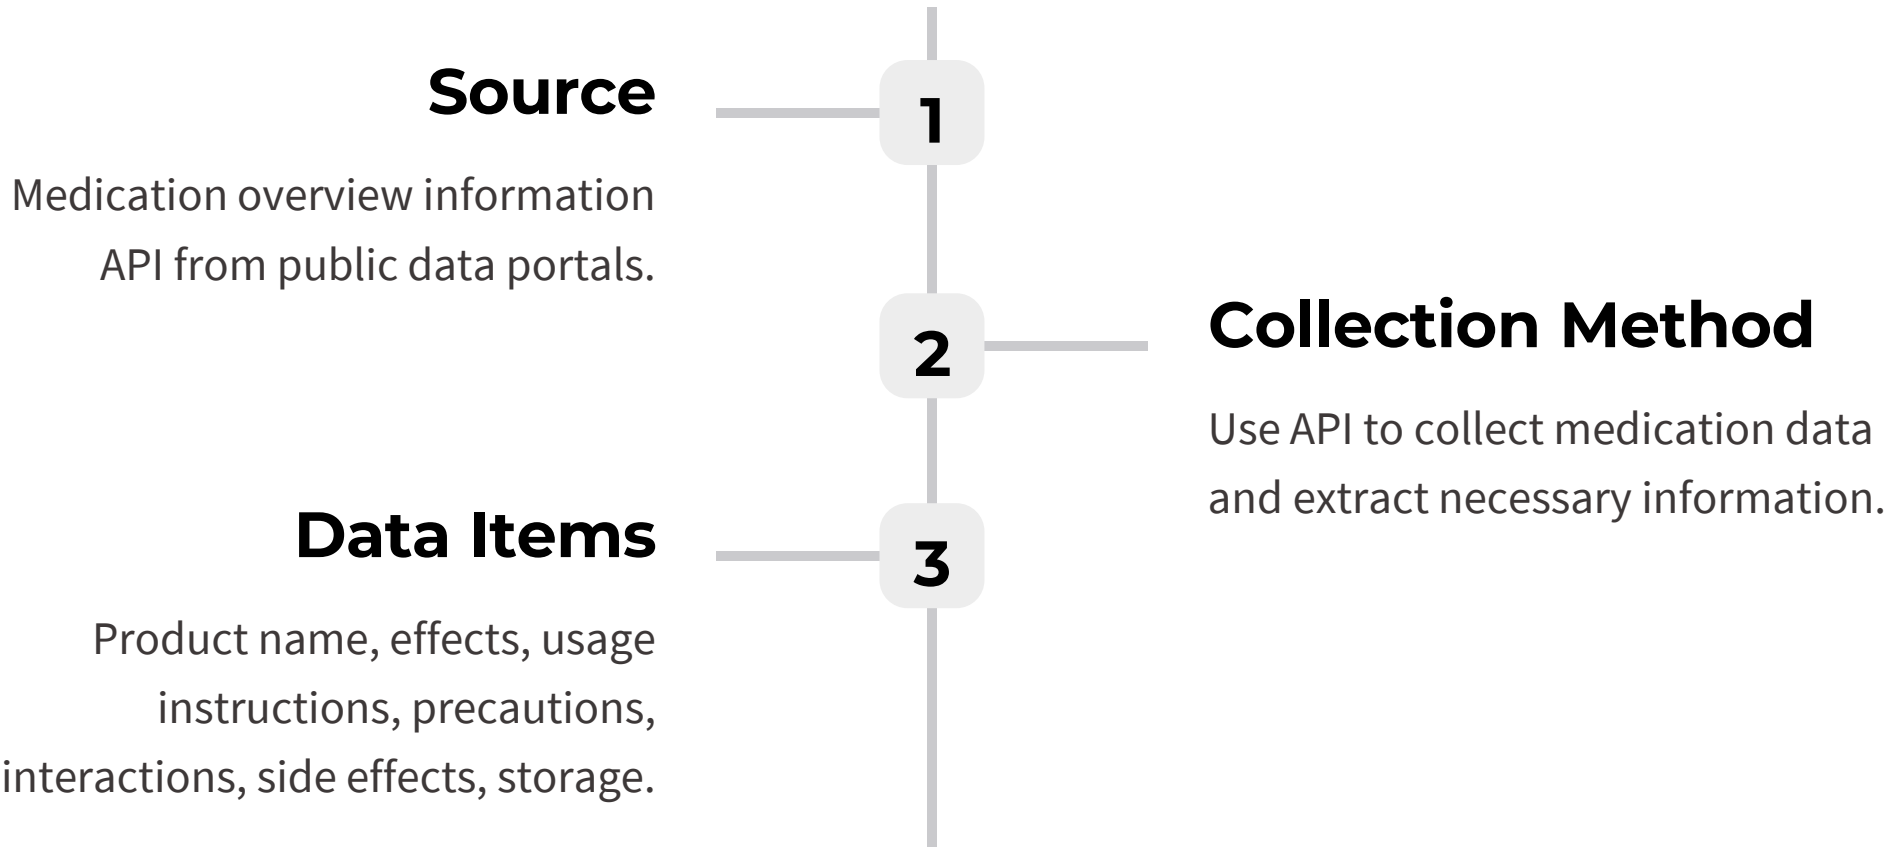 1
Source
Medication overview information
API from public data portals.
2
Collection Method
Use API to collect medication data
and extract necessary information.
3
Data Items
Product name, effects, usage
instructions, precautions,
interactions, side effects, storage.